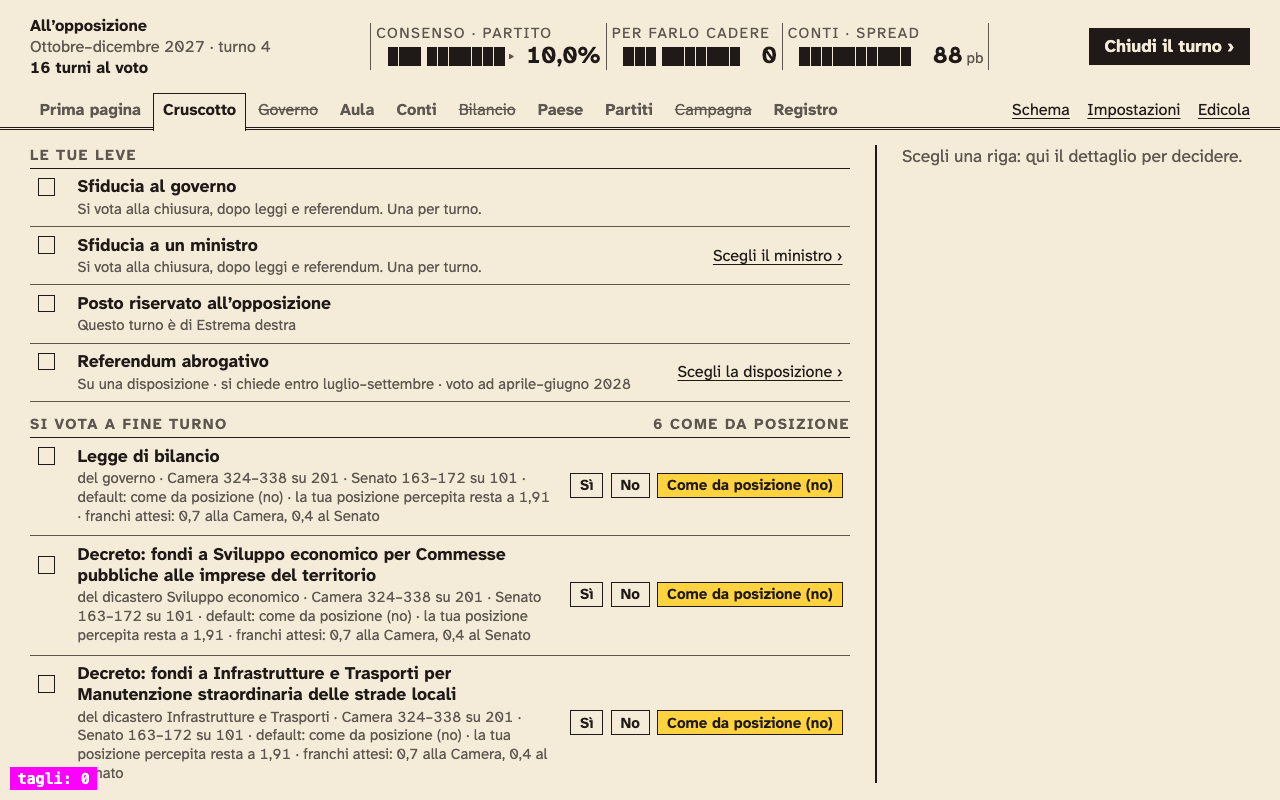 All’opposizione
Ottobre–dicembre 2027 · turno 4
16 turni al voto
CONSENSO · PARTITO
10,0%
PER FARLO CADERE
0
CONTI · SPREAD
88 pb
Chiudi il turno ›
Prima pagina Cruscotto Governo Aula Conti Bilancio Paese Partiti Campagna Registro
Schema Impostazioni Edicola
LE TUE LEVE
Sfiducia al governo
Si vota alla chiusura, dopo leggi e referendum. Una per turno.
Sfiducia a un ministro
Si vota alla chiusura, dopo leggi e referendum. Una per turno.
Scegli il ministro ›
Posto riservato all’opposizione
Questo turno è di Estrema destra
Referendum abrogativo
Su una disposizione · si chiede entro luglio–settembre · voto ad aprile–giugno 2028
Scegli la disposizione ›
SI VOTA A FINE TURNO
6 COME DA POSIZIONE
Legge di bilancio
del governo · Camera 324–338 su 201 · Senato 163–172 su 101 ·
default: come da posizione (no) · la tua posizione percepita resta a 1,91
· franchi attesi: 0,7 alla Camera, 0,4 al Senato
Sì No Come da posizione (no)
Decreto: fondi a Sviluppo economico per Commesse
pubbliche alle imprese del territorio
del dicastero Sviluppo economico · Camera 324–338 su 201 · Senato
163–172 su 101 · default: come da posizione (no) · la tua posizione
percepita resta a 1,91 · franchi attesi: 0,7 alla Camera, 0,4 al Senato
Sì No Come da posizione (no)
Decreto: fondi a Infrastrutture e Trasporti per
Manutenzione straordinaria delle strade locali
del dicastero Infrastrutture e Trasporti · Camera 324–338 su 201 ·
Senato 163–172 su 101 · default: come da posizione (no) · la tua
posizione percepita resta a 1,91 · franchi attesi: 0,7 alla Camera, 0,4 al
nato
Sì No Come da posizione (no)
tagli: 0
Scegli una riga: qui il dettaglio per decidere.